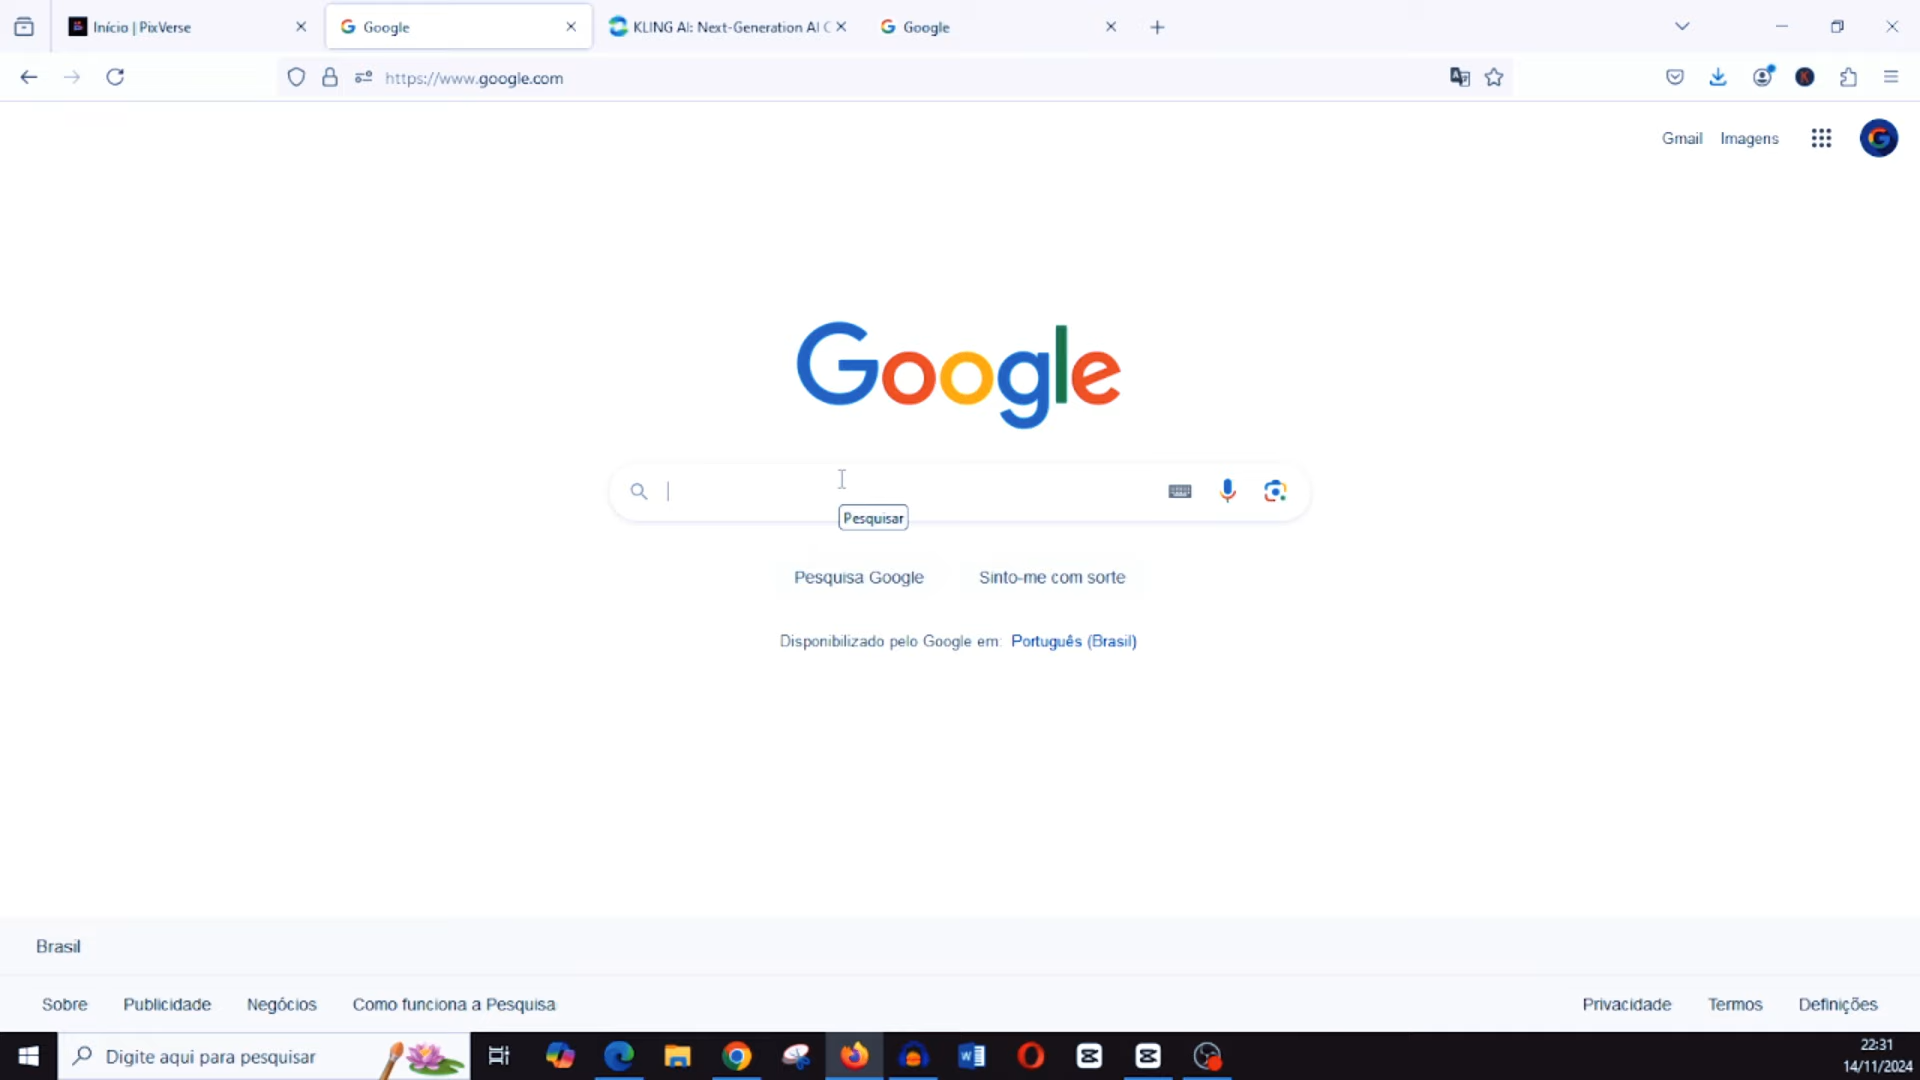 Início | PixVerse
Google
KLING AI: Next-Generation AI C
Google
https://www.google.com
Gmail
Imagens
Google
Pesquisar
Pesquisa Google
Sinto-me com sorte
Disponibilizado pelo Google em: Português (Brasil)
Brasil
Sobre
Publicidade
Negócios
Como funciona a Pesquisa
Privacidade
Termos
Definições
Digite aqui para pesquisar
22:31
14/11/2024